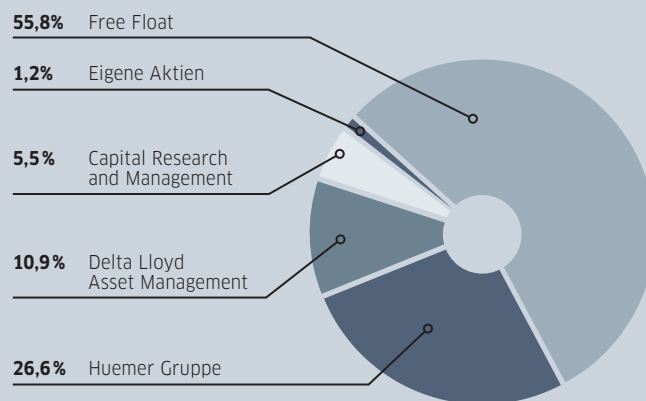 55,8% Free Float
1,2% Eigene Aktien
5,5% Capital Research
and Management
10,9% Delta Lloyd
Asset Management
26,6% Huemer Gruppe